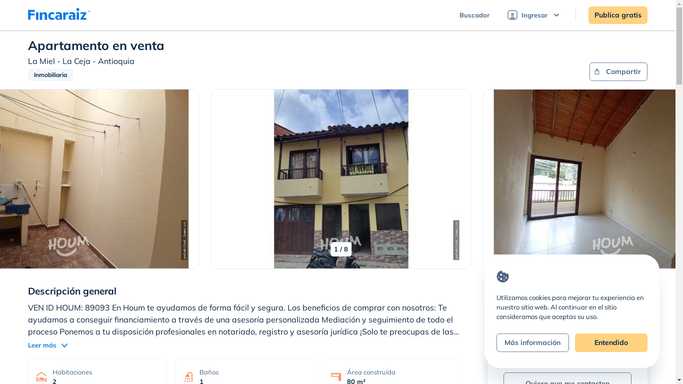 Fincaraiz
Buscador
Ingresar
Publica gratis
Apartamento en venta
La Miel - La Ceja - Antioquia
Inmobiliaria
Compartir
HOUM
HOUM
HOUM
1 / 8
Descripción general
VEN ID HOUM: 89093 En Houm te ayudamos de forma fácil y segura. Los beneficios de comprar con nosotros: Te
ayudamos a conseguir financiamiento a través de una asesoría personalizada Mediación y seguimiento de todo el
proceso Ponemos a tu disposición profesionales en notariado, registro y asesoría jurídica ¡Solo te preocupas de las...
Leer más
Habitaciones
2
Baños
1
Área construida
80 m²
Utilizamos cookies para mejorar tu experiencia en
nuestro sitio web. Al continuar en el sitio
consideramos que aceptas su uso.
Más información
Entendido
Quiero que me contacten